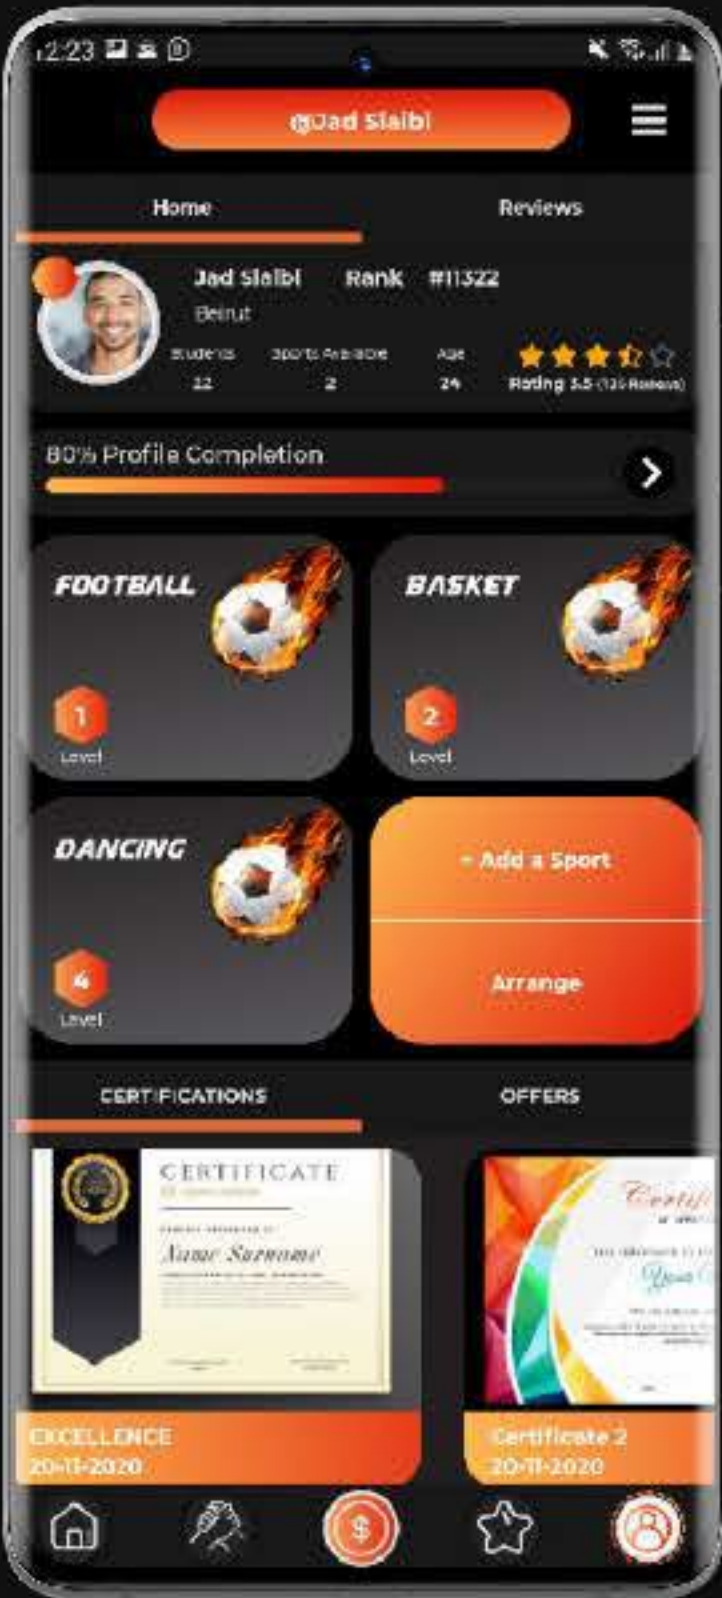 12:23
@Jad Slaibi
Home Reviews
Jad Slaibi Rank #11322
Beirut
Students Sports Available Age
22 2 24
Rating 3.5
80% Profile Completion
FOOTBALL BASKET
1 2
Level Level
DANCING + Add a Sport
4 Arrange
Level
CERTIFICATIONS OFFERS
CERTIFICATE
Name Surname
EXCELLENCE Certificate 2
20-11-2020 20-11-2020
$